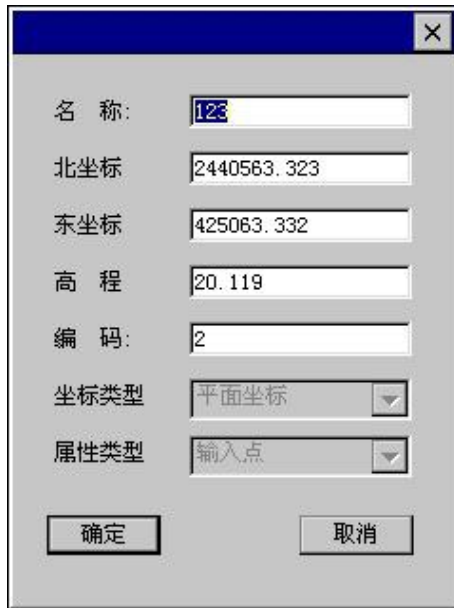 名 称: 123
北坐标 2440563.323
东坐标 425063.332
高 程 20.119
编 码: 2
坐标类型 平面坐标
属性类型 输入点
确定 取消